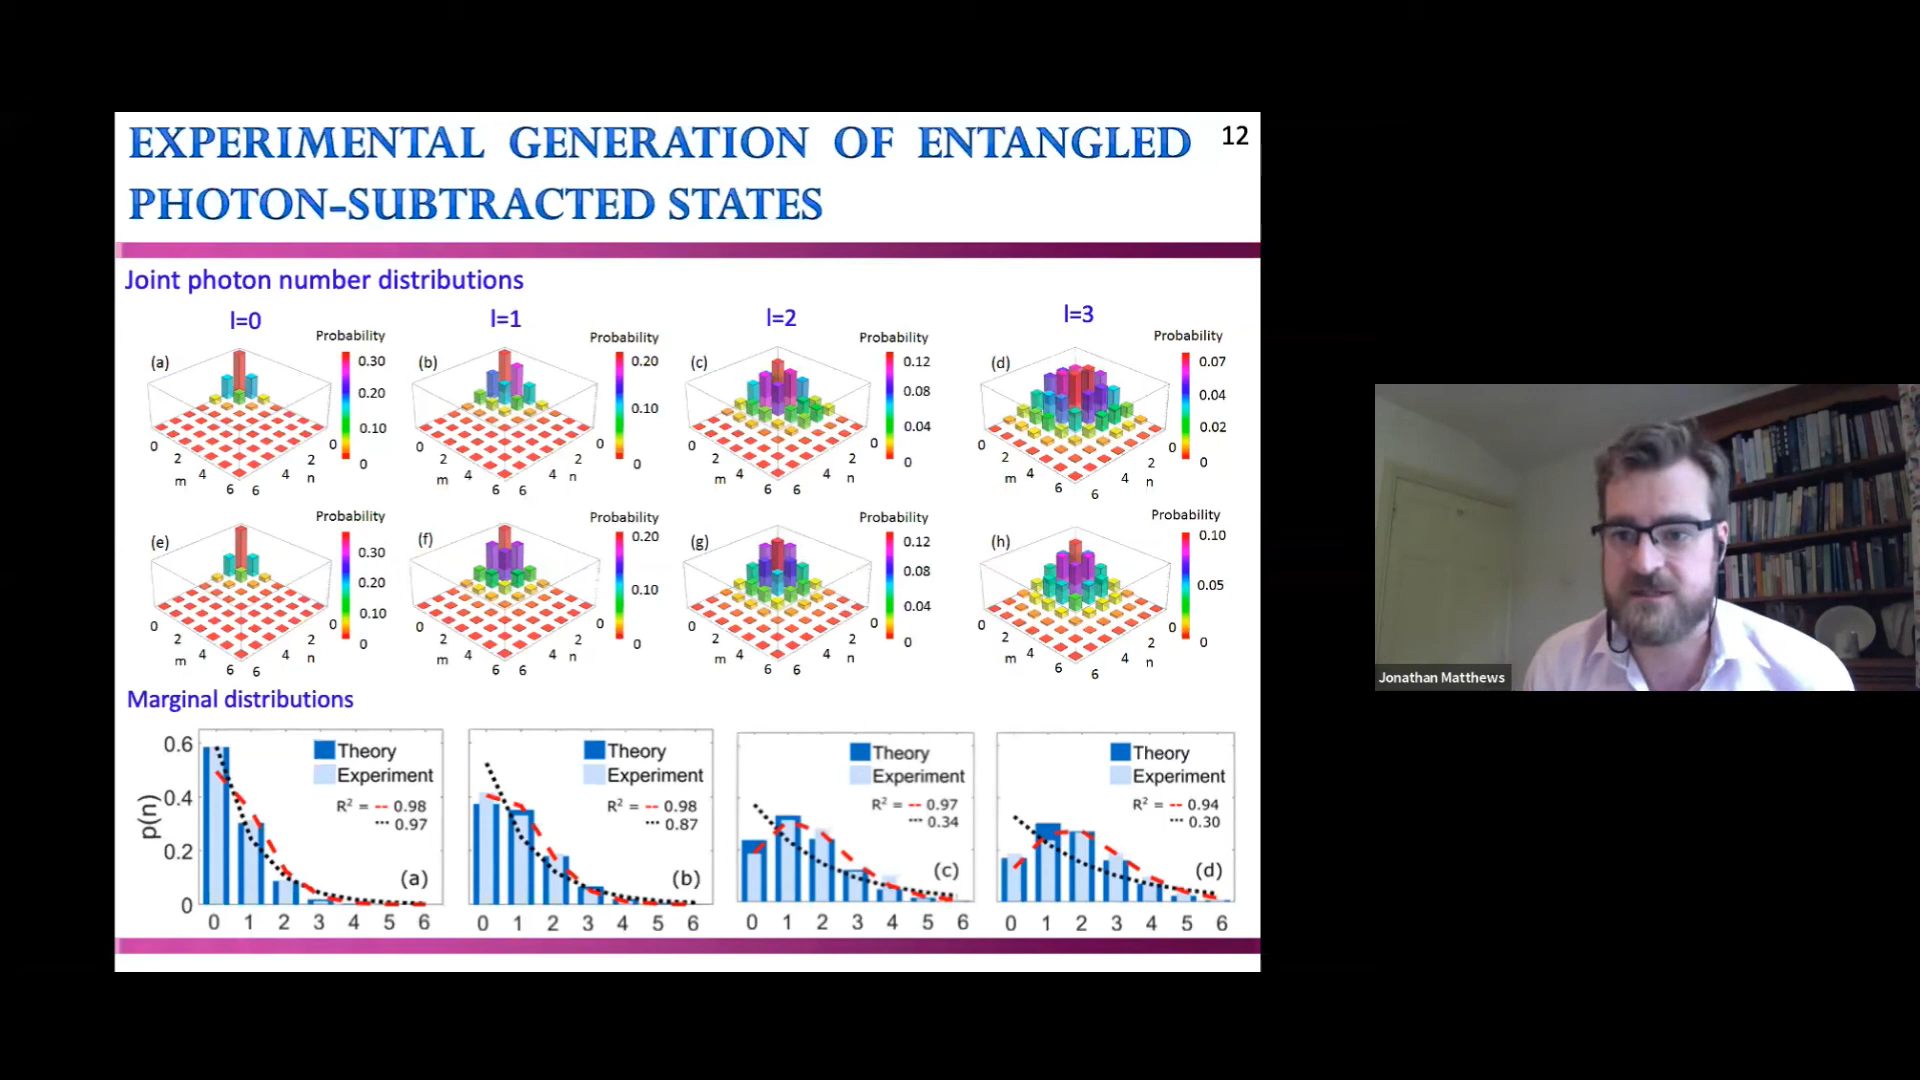 EXPERIMENTAL GENERATION OF ENTANGLED
PHOTON-SUBTRACTED STATES
12
Joint photon number distributions
l=0
l=1
l=2
l=3
(a)
Probability
0.30
0.20
0.10
0
0
2
4
6
m
0
2
4
6
n
(b)
Probability
0.20
0.10
0
0
2
4
6
m
0
2
4
6
n
(c)
Probability
0.12
0.08
0.04
0
0
2
4
6
m
0
2
4
6
n
(d)
Probability
0.07
0.04
0.02
0
0
2
4
6
m
0
2
4
6
n
(e)
Probability
0.30
0.20
0.10
0
0
2
4
6
m
0
2
4
6
n
(f)
Probability
0.20
0.10
0
0
2
4
6
m
0
2
4
6
n
(g)
Probability
0.12
0.08
0.04
0
0
2
4
6
m
0
2
4
6
n
(h)
Probability
0.10
0.05
0
0
2
4
6
m
0
2
4
6
n
Marginal distributions
p(n)
0.6
0.4
0.2
0
Theory
Experiment
R² = -- 0.98
··· 0.97
(a)
0 1 2 3 4 5 6
Theory
Experiment
R² = -- 0.98
··· 0.87
(b)
0 1 2 3 4 5 6
Theory
Experiment
R² = -- 0.97
··· 0.34
(c)
0 1 2 3 4 5 6
Theory
Experiment
R² = -- 0.94
··· 0.30
(d)
0 1 2 3 4 5 6
Jonathan Matthews